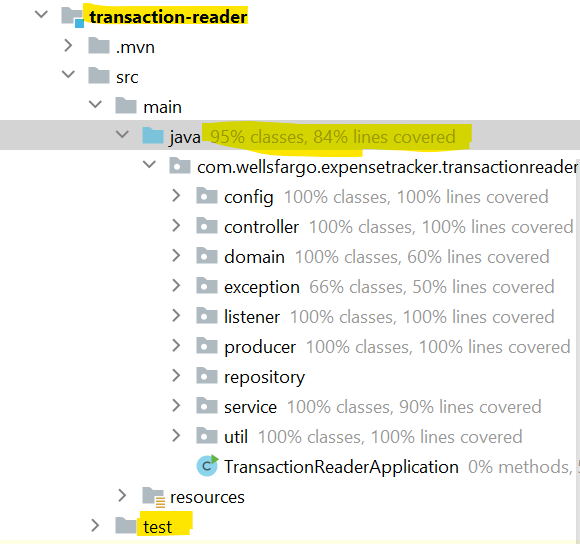 transaction-reader
.mvn
src
main
java 95% classes, 84% lines covered
com.wellsfargo.expensetracker.transactionreader
config 100% classes, 100% lines covered
controller 100% classes, 100% lines covered
domain 100% classes, 60% lines covered
exception 66% classes, 50% lines covered
listener 100% classes, 100% lines covered
producer 100% classes, 100% lines covered
repository
service 100% classes, 90% lines covered
util 100% classes, 100% lines covered
TransactionReaderApplication 0% methods,
resources
test